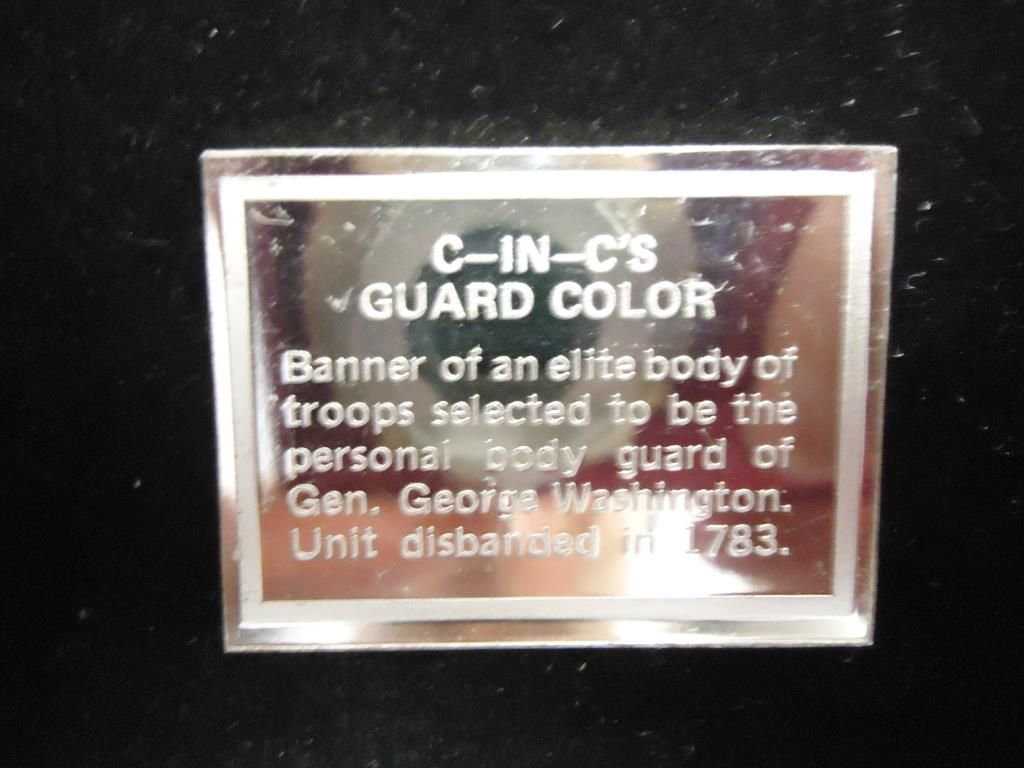 C–IN–C'S
GUARD COLOR
Banner of an elite body of
troops selected to be the
personal body guard of
Gen. George Washington.
Unit disbanded in 1783.